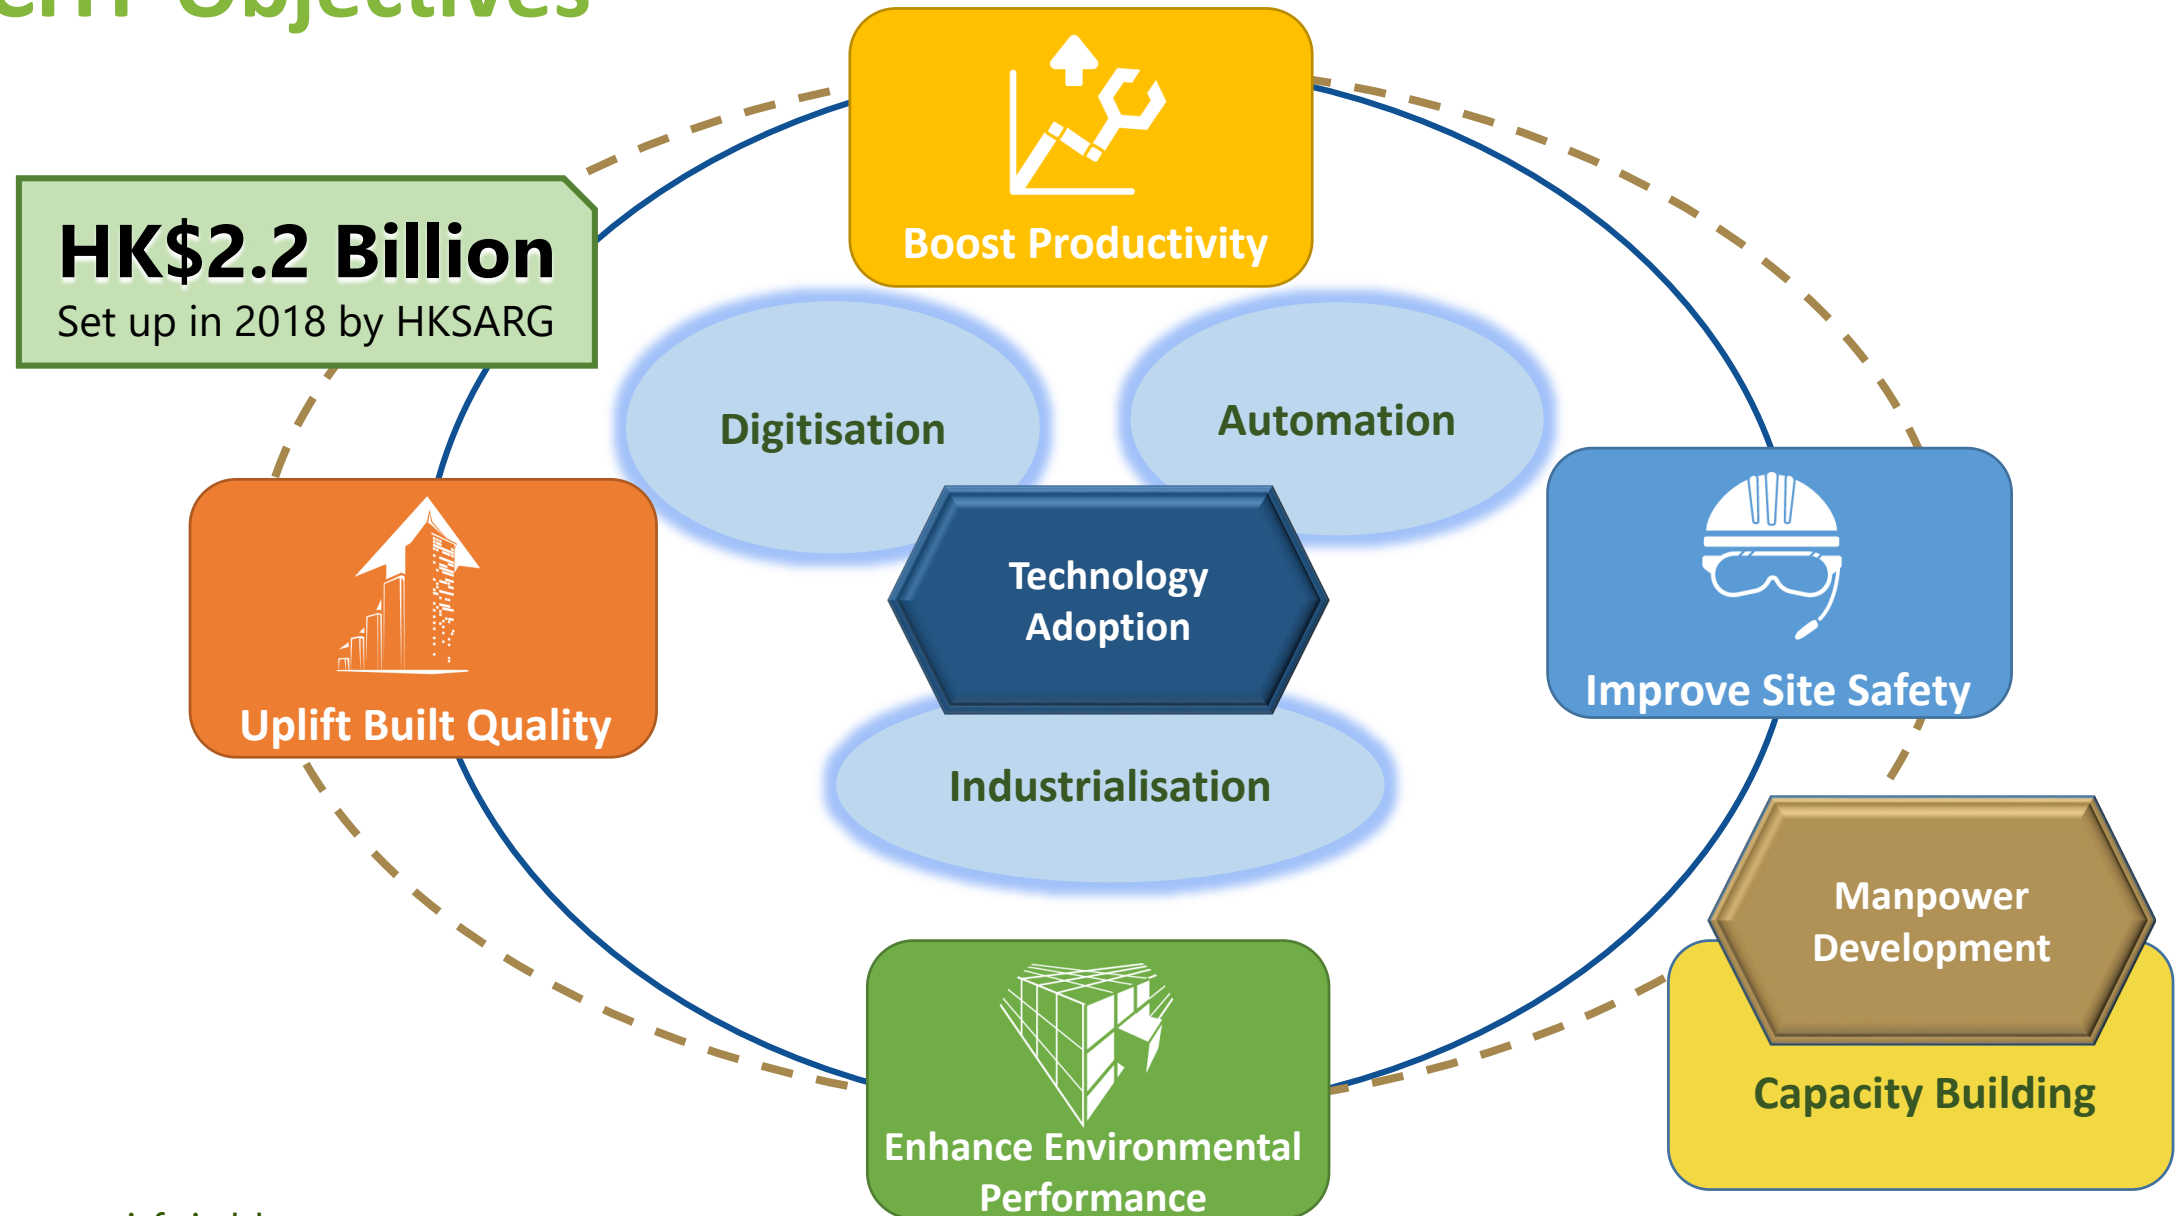 Objectives
Boost Productivity
HK$2.2 Billion
Set up in 2018 by HKSARG
Digitisation
Automation
Technology
Adoption
Uplift Built Quality
Improve Site Safety
Industrialisation
Manpower
Development
Capacity Building
Enhance Environmental
Performance